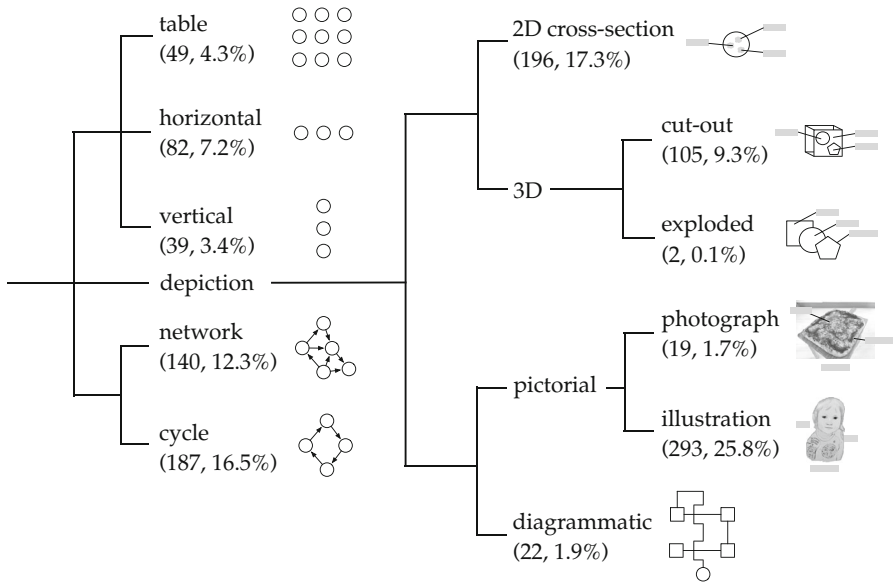 table
(49, 4.3%)
horizontal
(82, 7.2%)
vertical
(39, 3.4%)
depiction
network
(140, 12.3%)
cycle
(187, 16.5%)
2D cross-section
(196, 17.3%)
3D
cut-out
(105, 9.3%)
exploded
(2, 0.1%)
pictorial
photograph
(19, 1.7%)
illustration
(293, 25.8%)
diagrammatic
(22, 1.9%)